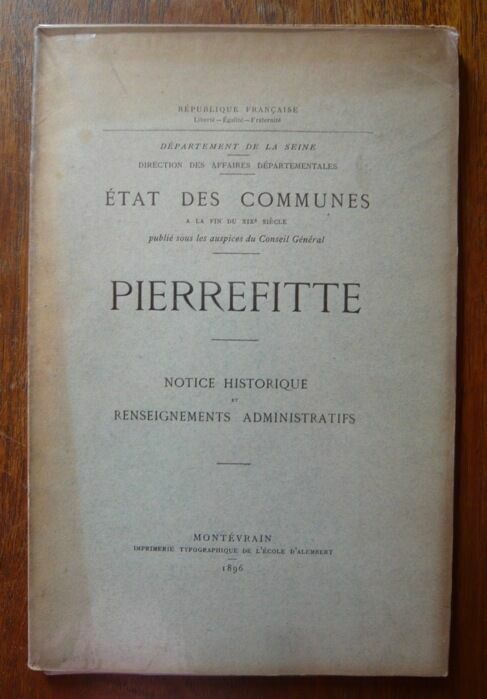 RÉPUBLIQUE FRANÇAISE
Liberté — Égalité — Fraternité
DÉPARTEMENT DE LA SEINE
DIRECTION DES AFFAIRES DÉPARTEMENTALES
ÉTAT DES COMMUNES
A LA FIN DU XIXᵉ SIÈCLE
publié sous les auspices du Conseil Général
PIERREFITTE
NOTICE HISTORIQUE
ET
RENSEIGNEMENTS ADMINISTRATIFS
MONTÉVRAIN
IMPRIMERIE TYPOGRAPHIQUE DE L'ÉCOLE D'ALEMBERT
1896